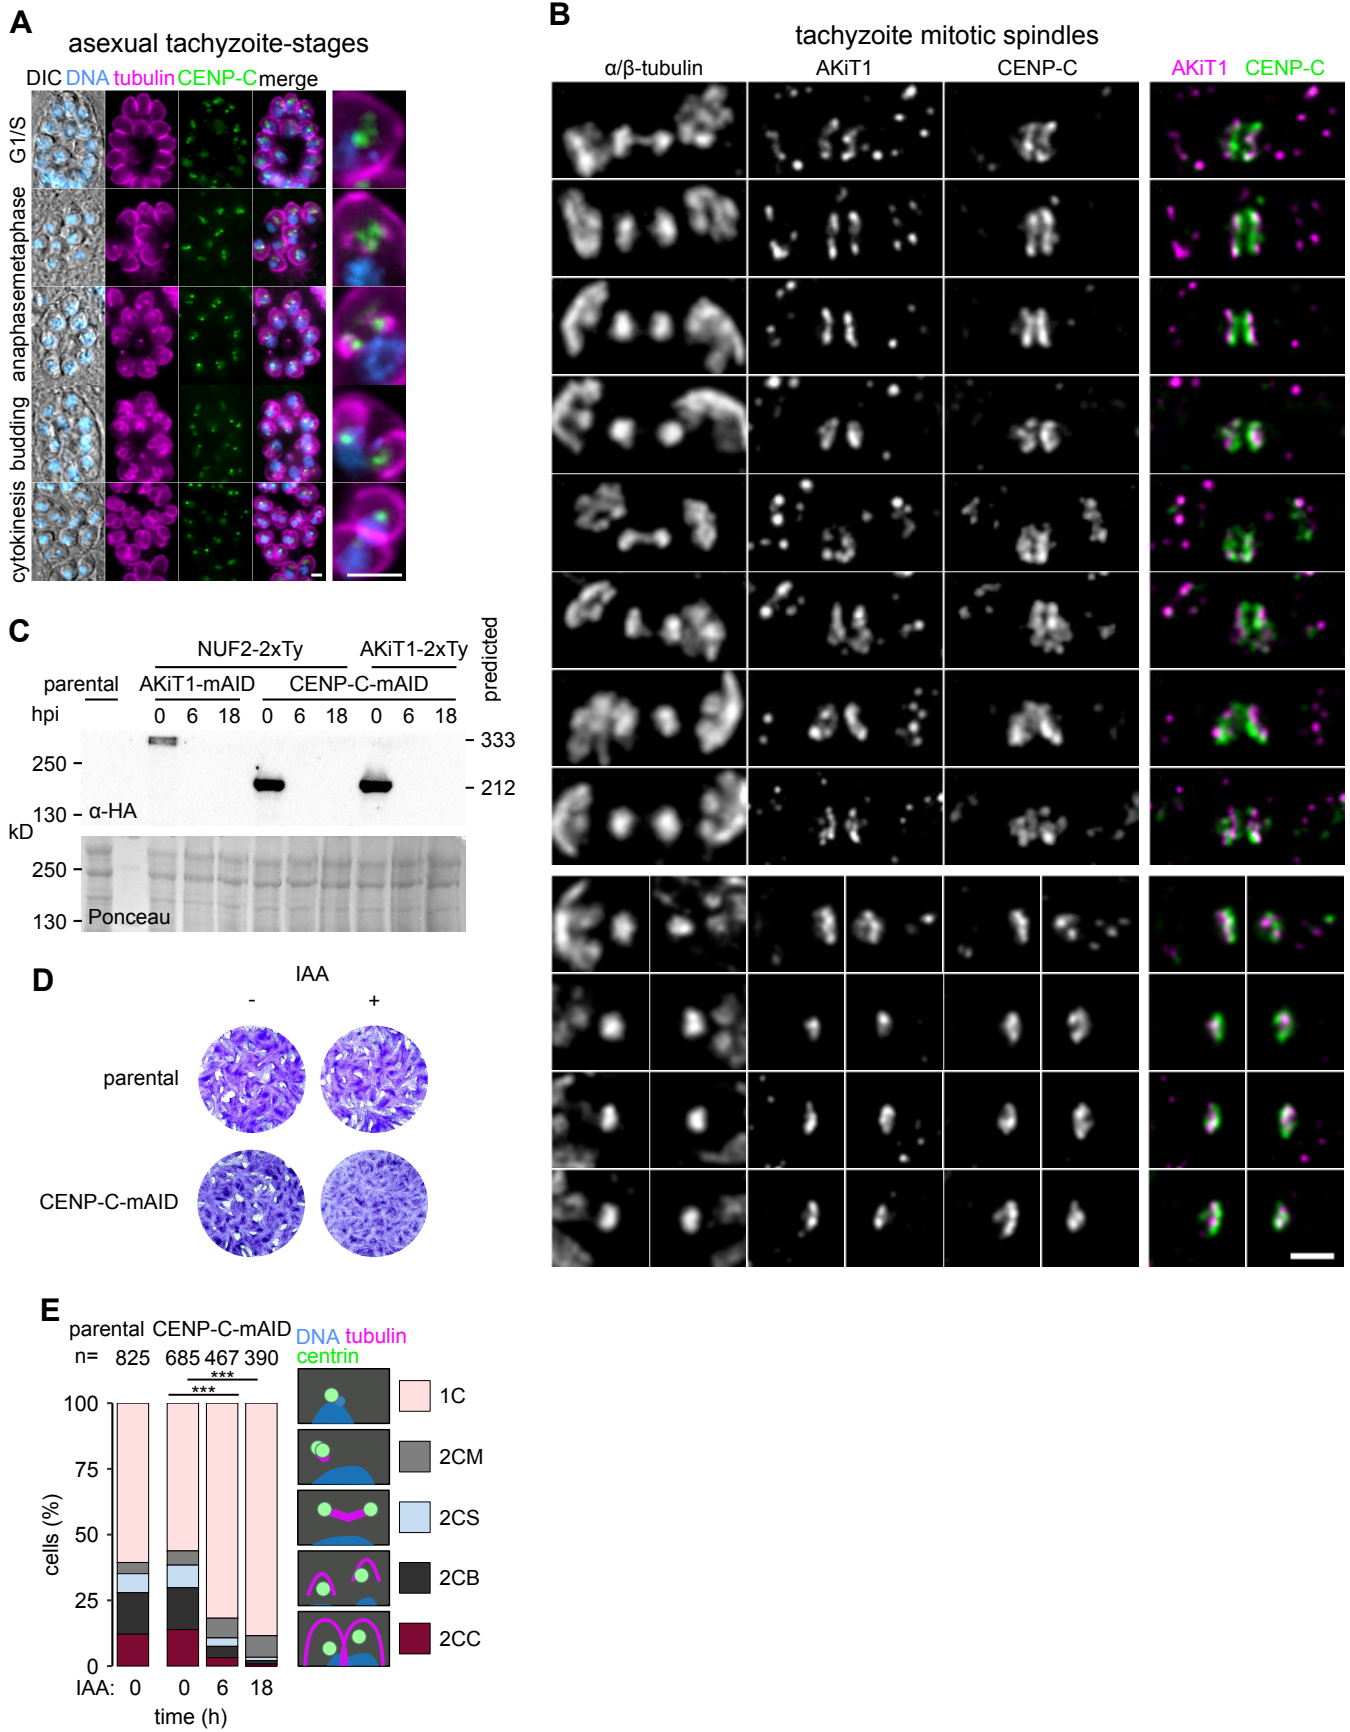 A
asexual tachyzoite-stages
DIC DNA tubulin CENP-C merge
G1/S
metaphase
anaphase
budding
cytokinesis
B
tachyzoite mitotic spindles
α/β-tubulin AKiT1 CENP-C AKiT1 CENP-C
C
NUF2-2xTy AKiT1-2xTy
parental AKiT1-mAID CENP-C-mAID
predicted
hpi 0 6 18 0 6 18 0 6 18
333
250
212
130
α-HA
kD
250
130
Ponceau
D
IAA
- +
parental
CENP-C-mAID
E
parental CENP-C-mAID
n= 825 685 467 390
***
***
DNA tubulin
centrin
100
75
50
25
0
cells (%)
IAA: 0 0 6 18
time (h)
1C
2CM
2CS
2CB
2CC